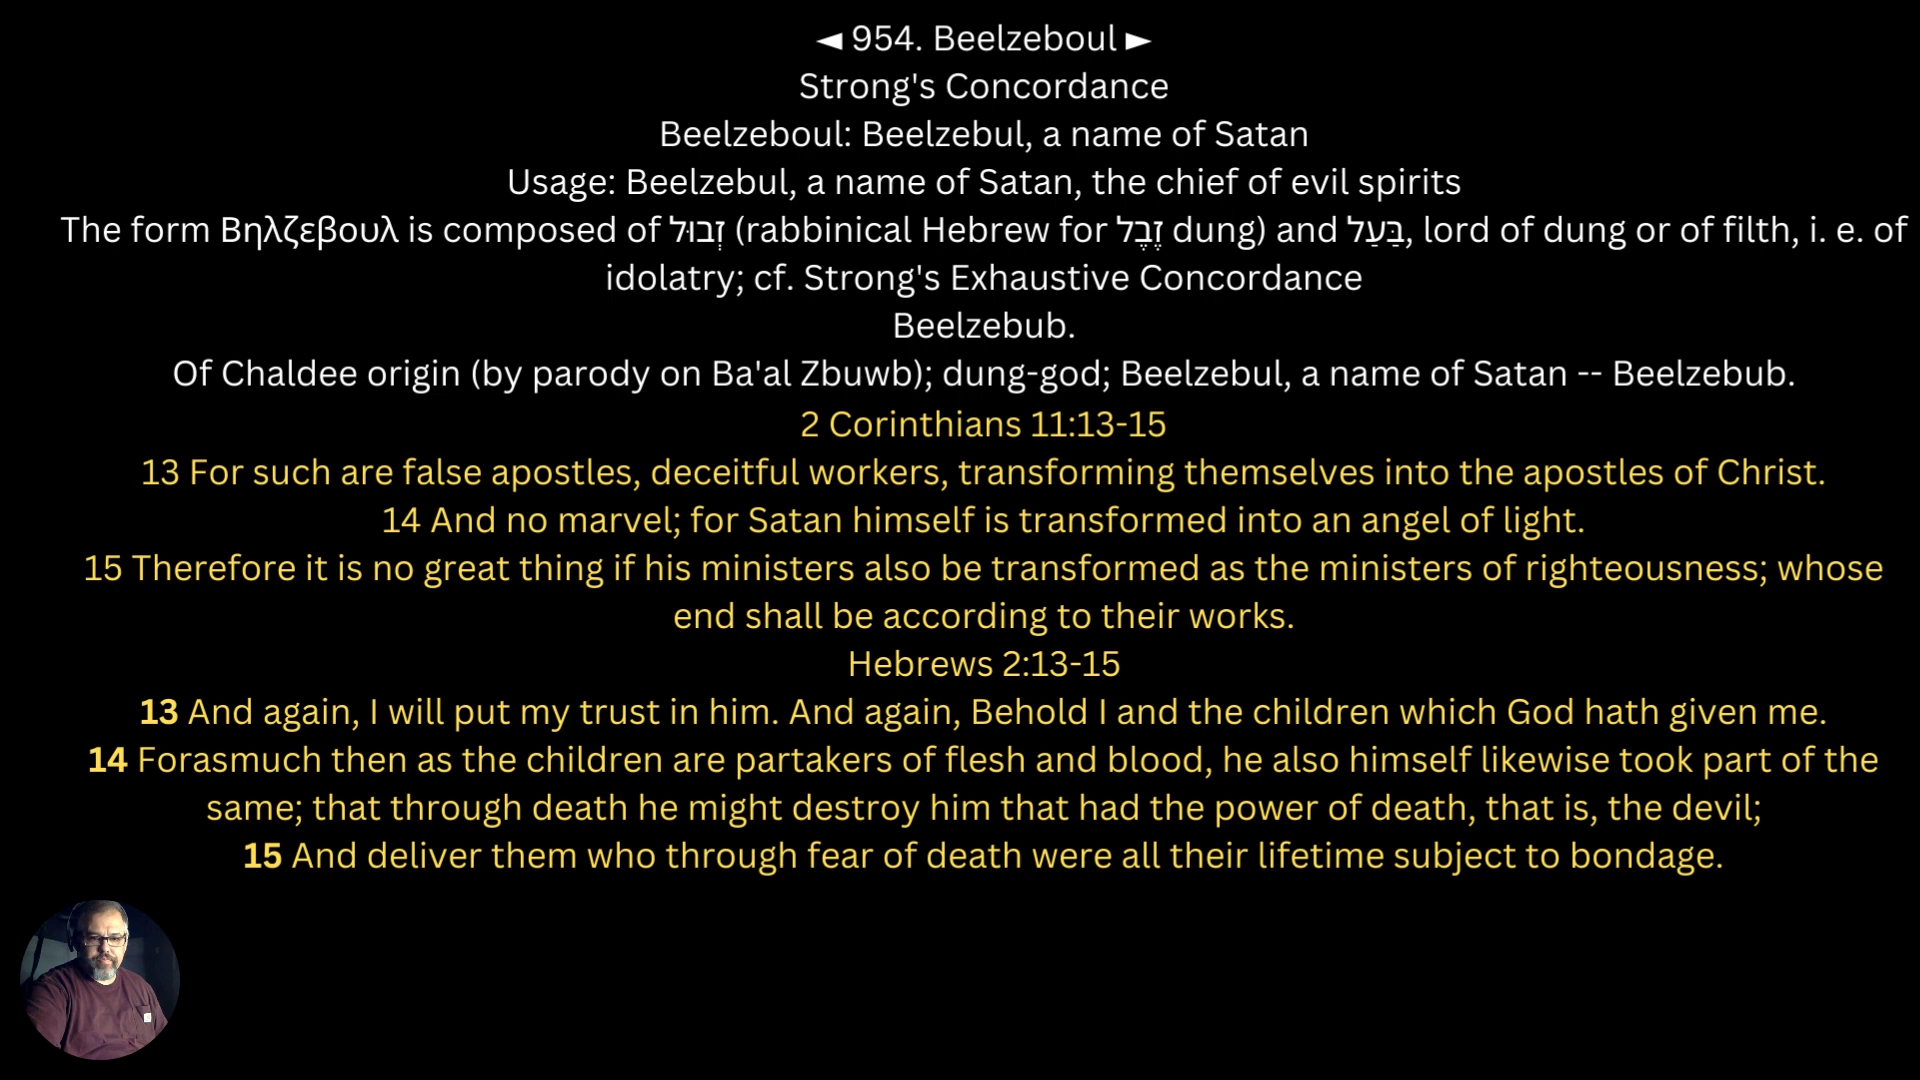 ◄ 954. Beelzeboul ►
Strong's Concordance
Beelzeboul: Beelzebul, a name of Satan
Usage: Beelzebul, a name of Satan, the chief of evil spirits
The form Βηλζεβουλ is composed of זְבוּל (rabbinical Hebrew for זֶבֶל dung) and בַּעַל, lord of dung or of filth, i. e. of
idolatry; cf. Strong's Exhaustive Concordance
Beelzebub.
Of Chaldee origin (by parody on Ba'al Zbuwb); dung-god; Beelzebul, a name of Satan -- Beelzebub.
2 Corinthians 11:13-15
13 For such are false apostles, deceitful workers, transforming themselves into the apostles of Christ.
14 And no marvel; for Satan himself is transformed into an angel of light.
15 Therefore it is no great thing if his ministers also be transformed as the ministers of righteousness; whose
end shall be according to their works.
Hebrews 2:13-15
13 And again, I will put my trust in him. And again, Behold I and the children which God hath given me.
14 Forasmuch then as the children are partakers of flesh and blood, he also himself likewise took part of the
same; that through death he might destroy him that had the power of death, that is, the devil;
15 And deliver them who through fear of death were all their lifetime subject to bondage.